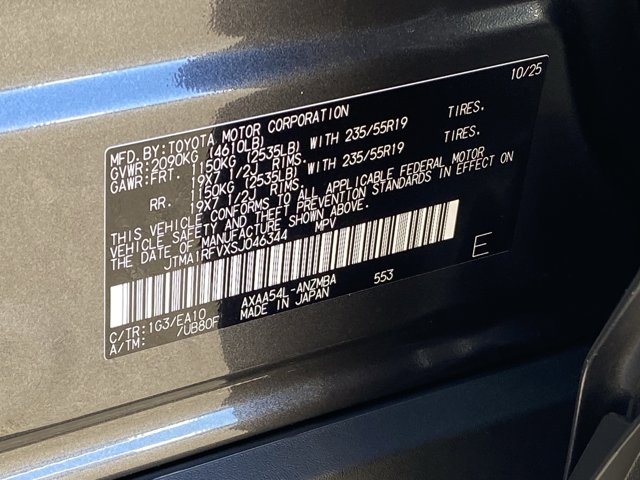 10/25
MFD. BY: TOYOTA MOTOR CORPORATION
GVWR: 2090KG (4610LB)
GAWR: FRT. 1150KG (2535LB) WITH 235/55R19 TIRES.
19X7 1/2J RIMS.
RR. 1150KG (2535LB) WITH 235/55R19 TIRES.
19X7 1/2J RIMS.
THIS VEHICLE CONFORMS TO ALL APPLICABLE FEDERAL MOTOR
VEHICLE SAFETY AND THEFT PREVENTION STANDARDS IN EFFECT ON
THE DATE OF MANUFACTURE SHOWN ABOVE.
JTMA1RFVXSJ046344 MPV
E
C/TR: 1G3/EA10 AXAA54L-ANZMBA 553
A/TM: /UB80F MADE IN JAPAN